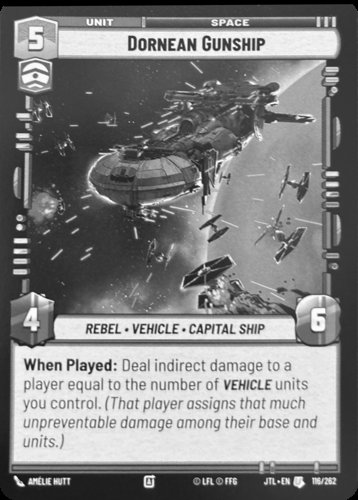 UNIT SPACE
5 DORNEAN GUNSHIP
4 6
REBEL • VEHICLE • CAPITAL SHIP
When Played: Deal indirect damage to a
player equal to the number of VEHICLE units
you control. (That player assigns that much
unpreventable damage among their base and
units.)
AMÉLIE HUTT © LFL © FFG JTL • EN 116/262